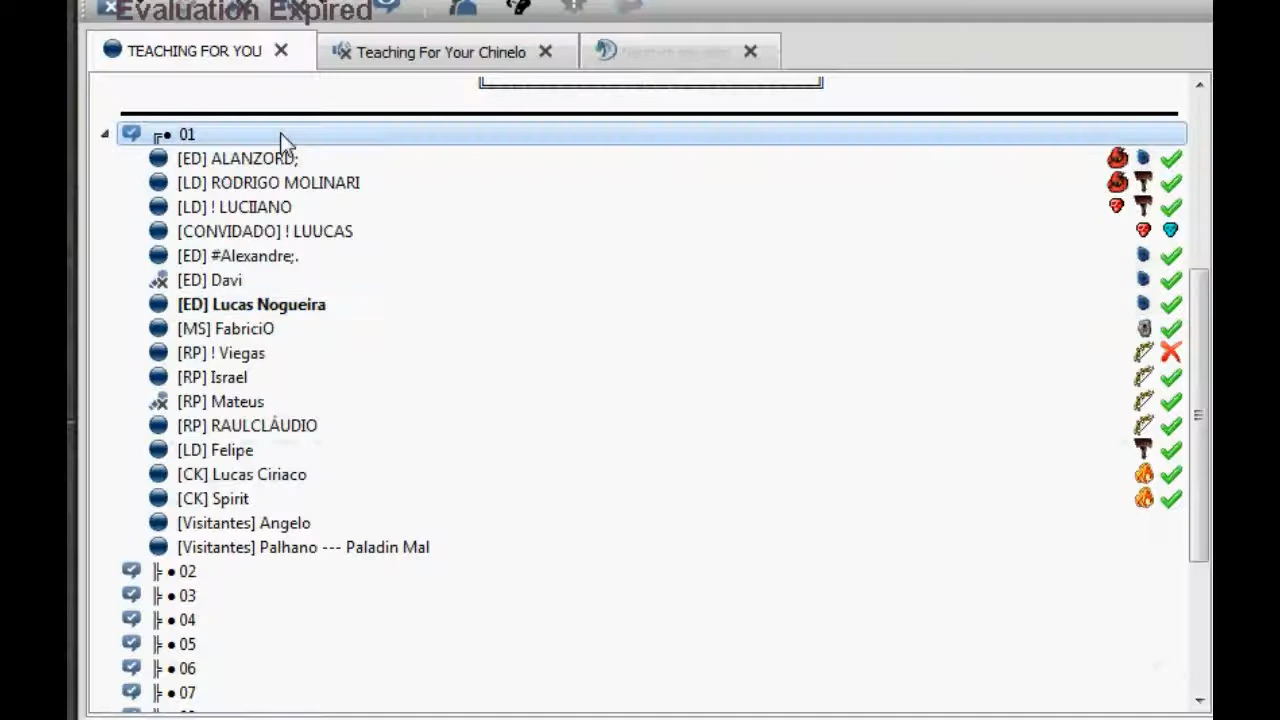 Evaluation Expired
TEACHING FOR YOU
Teaching For Your Chinelo
╔● 01
[ED] ALANZORD;
[LD] RODRIGO MOLINARI
[LD] ! LUCIIANO
[CONVIDADO] ! LUUCAS
[ED] #Alexandre;.
[ED] Davi
[ED] Lucas Nogueira
[MS] FabriciO
[RP] ! Viegas
[RP] Israel
[RP] Mateus
[RP] RAULCLÁUDIO
[LD] Felipe
[CK] Lucas Ciriaco
[CK] Spirit
[Visitantes] Angelo
[Visitantes] Palhano --- Paladin Mal
╠ ● 02
╠ ● 03
╠ ● 04
╠ ● 05
╠ ● 06
╠ ● 07